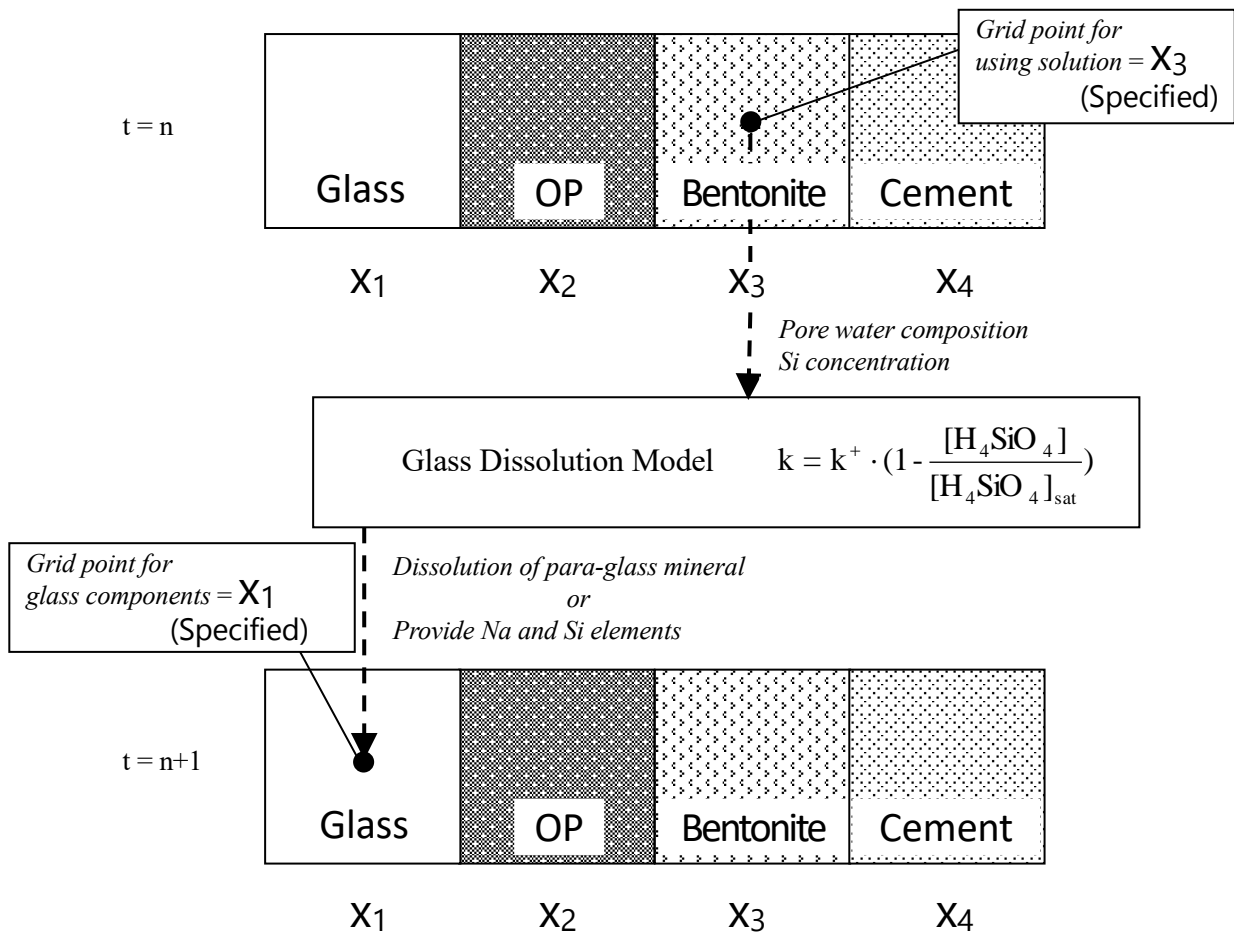 Grid point for
using solution = X3
(Specified)
t = n
Glass
OP
Bentonite
Cement
X1
X2
X3
X4
Pore water composition
Si concentration
Glass Dissolution Model k = k⁺ · (1 - [H₄SiO₄] / [H₄SiO₄]sat)
Grid point for
glass components = X1
(Specified)
Dissolution of para-glass mineral
or
Provide Na and Si elements
t = n+1
Glass
OP
Bentonite
Cement
X1
X2
X3
X4